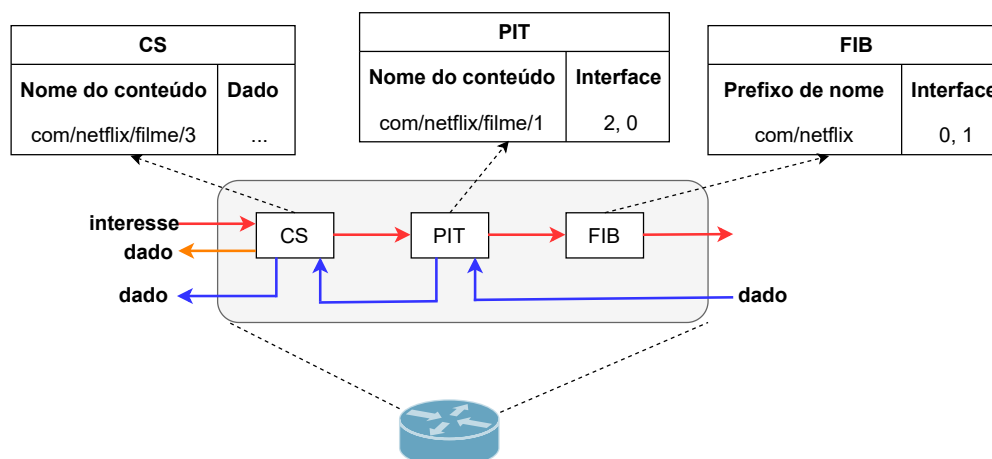 CS
Nome do conteúdo Dado
com/netflix/filme/3 ...
PIT
Nome do conteúdo Interface
com/netflix/filme/1 2, 0
FIB
Prefixo de nome Interface
com/netflix 0, 1
interesse
dado
dado
CS
PIT
FIB
dado